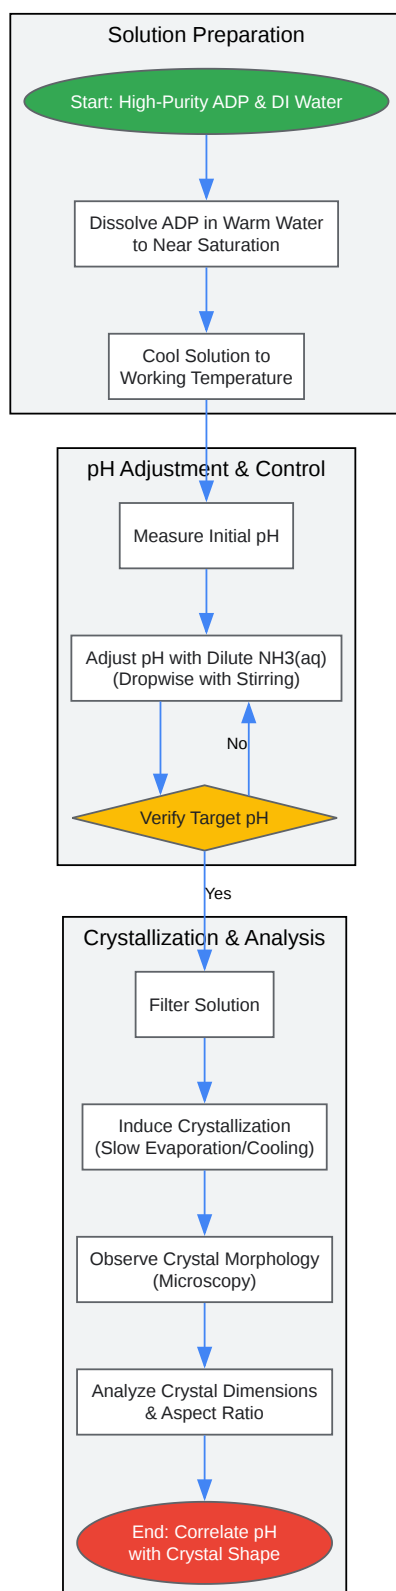 Solution Preparation
Start: High-Purity ADP & DI Water
Dissolve ADP in Warm Water
to Near Saturation
Cool Solution to
Working Temperature
pH Adjustment & Control
Measure Initial pH
Adjust pH with Dilute NH3(aq)
(Dropwise with Stirring)
No
Verify Target pH
Yes
Crystallization & Analysis
Filter Solution
Induce Crystallization
(Slow Evaporation/Cooling)
Observe Crystal Morphology
(Microscopy)
Analyze Crystal Dimensions
& Aspect Ratio
End: Correlate pH
with Crystal Shape